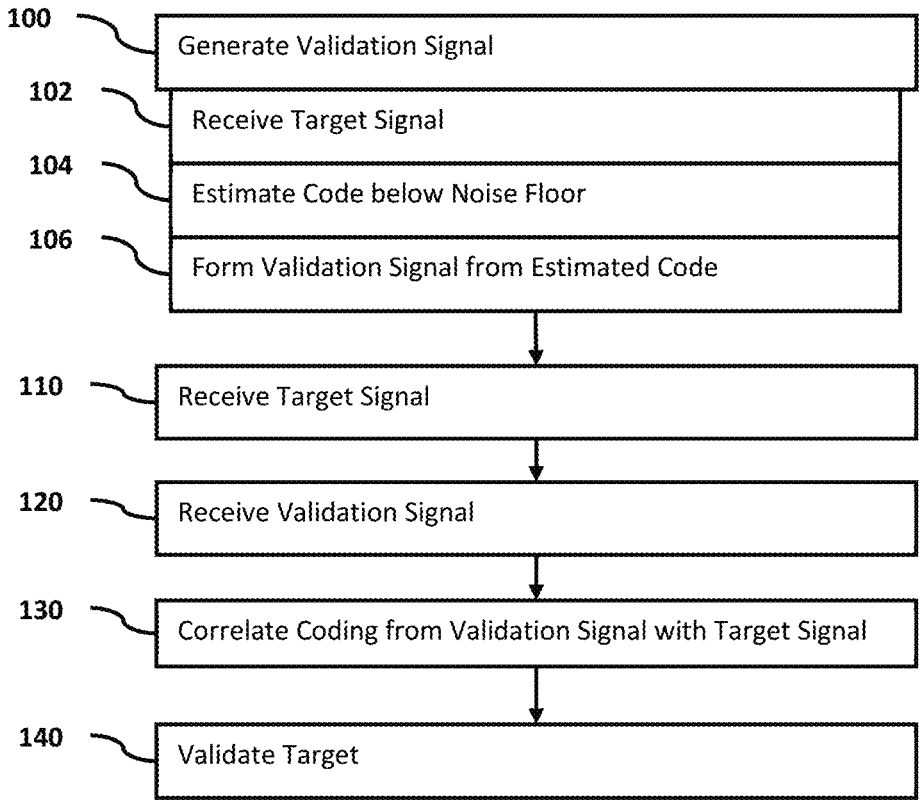 100
Generate Validation Signal
102
Receive Target Signal
104
Estimate Code below Noise Floor
106
Form Validation Signal from Estimated Code
110
Receive Target Signal
120
Receive Validation Signal
130
Correlate Coding from Validation Signal with Target Signal
140
Validate Target